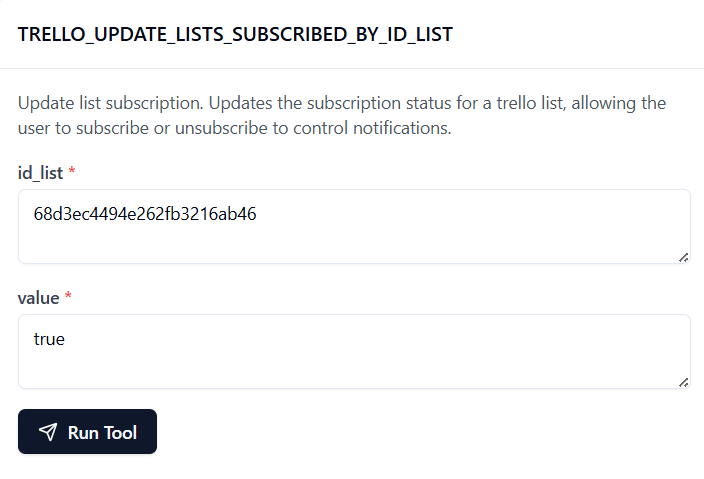 TRELLO_UPDATE_LISTS_SUBSCRIBED_BY_ID_LIST
Update list subscription. Updates the subscription status for a trello list, allowing the
user to subscribe or unsubscribe to control notifications.
id_list *
68d3ec4494e262fb3216ab46
value *
true
Run Tool